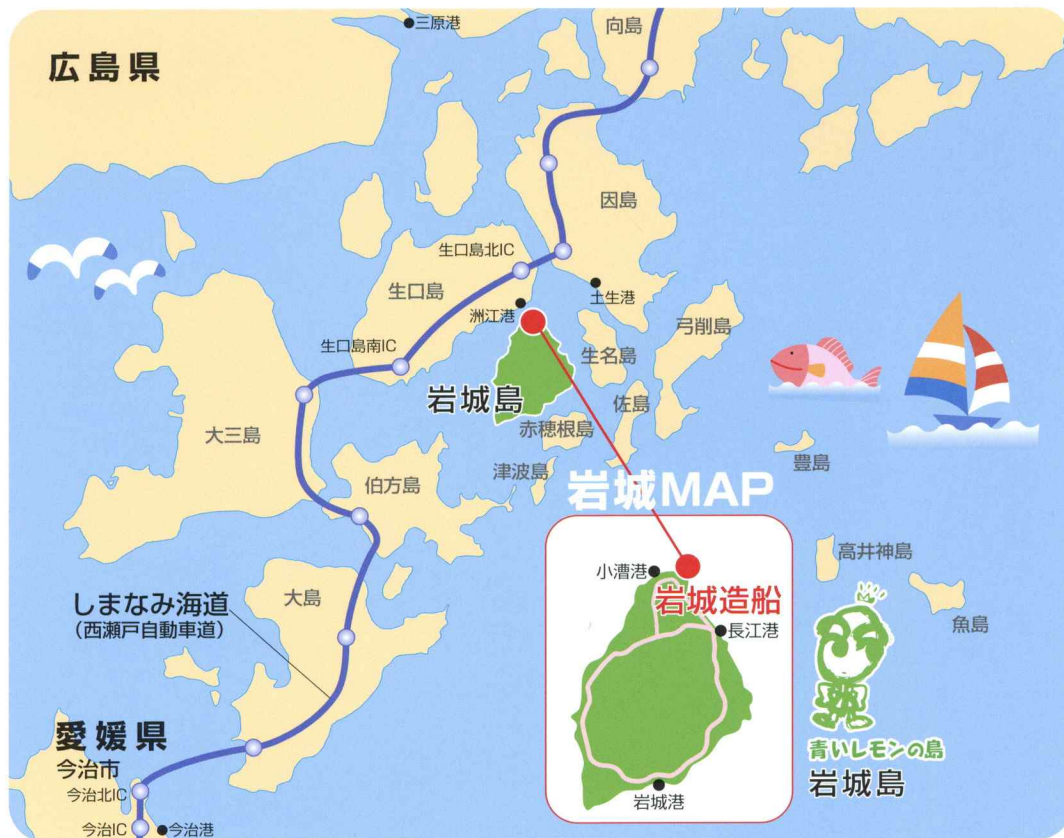 三原港
向島
広島県
因島
生口島北IC
生口島
土生港
洲江港
弓削島
生口島南IC
生名島
岩城島
佐島
大三島
赤穂根島
豊島
津波島
伯方島
岩城MAP
高井神島
小漕港
岩城造船
大島
しまなみ海道
(西瀬戸自動車道)
長江港
魚島
愛媛県
今治市
青いレモンの島
岩城島
今治北IC
岩城港
今治IC
今治港